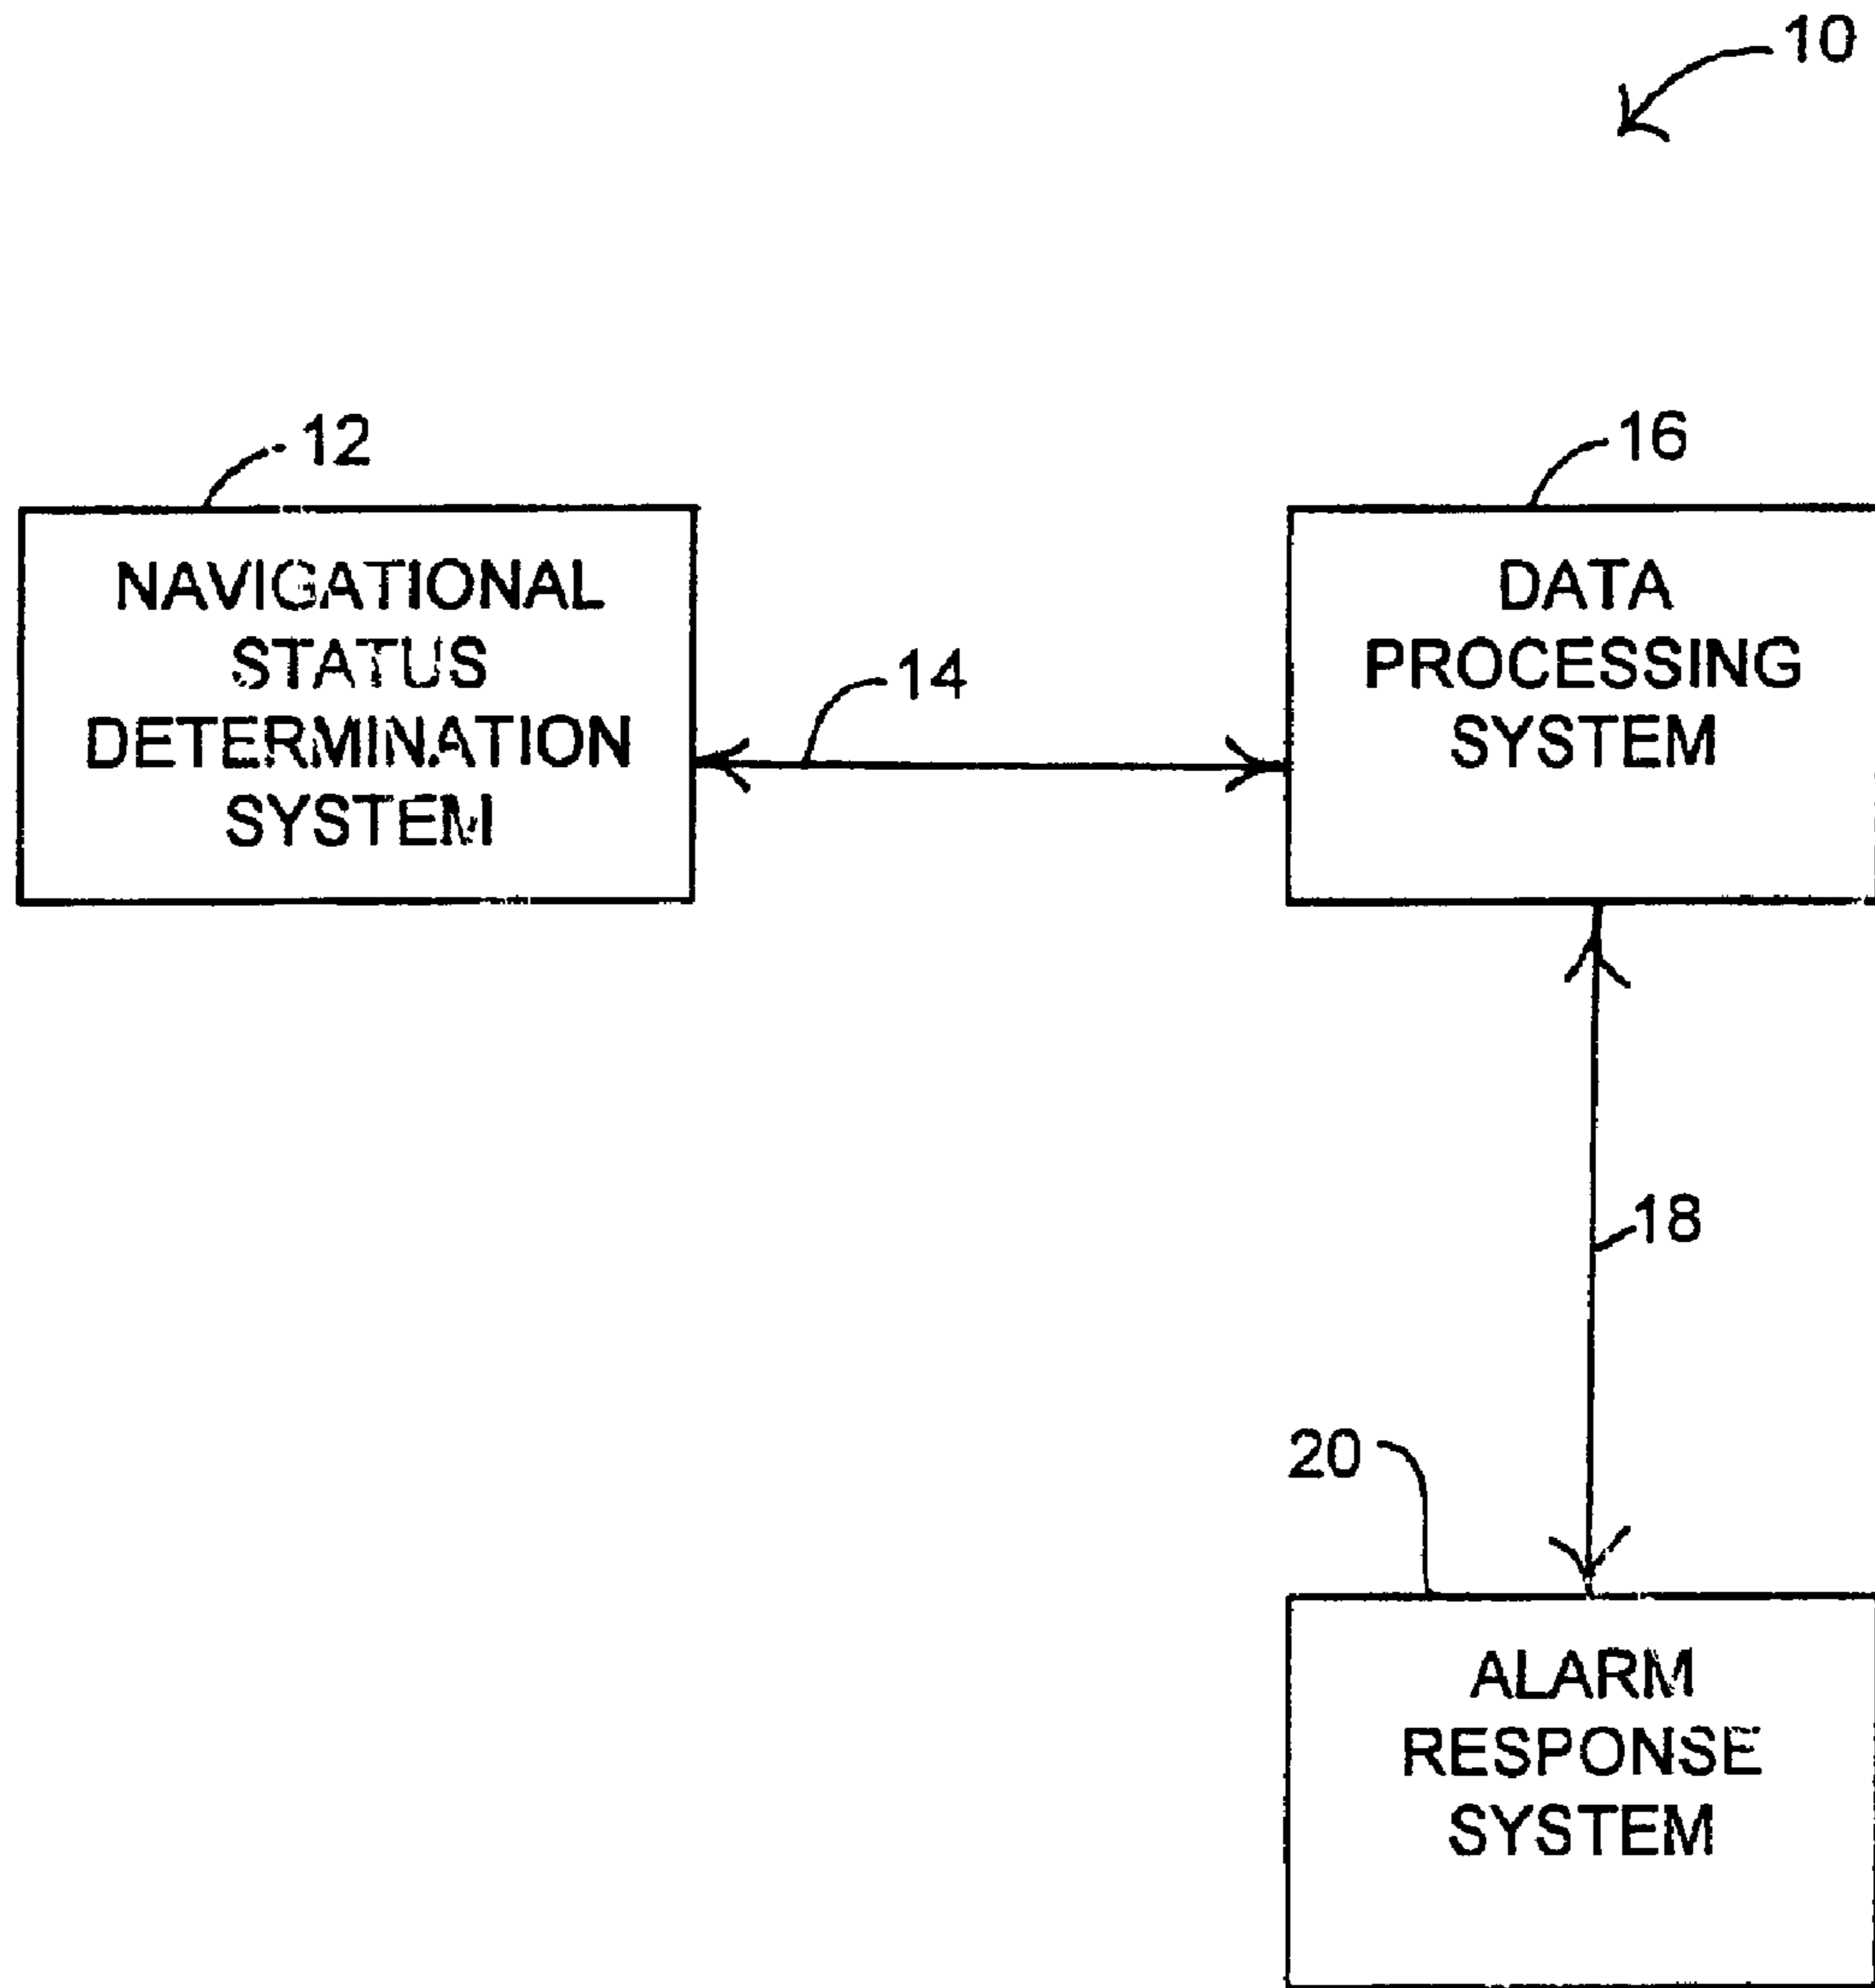 10
12
16
NAVIGATIONAL
STATUS
DETERMINATION
SYSTEM
14
DATA
PROCESSING
SYSTEM
18
20
ALARM
RESPONSE
SYSTEM